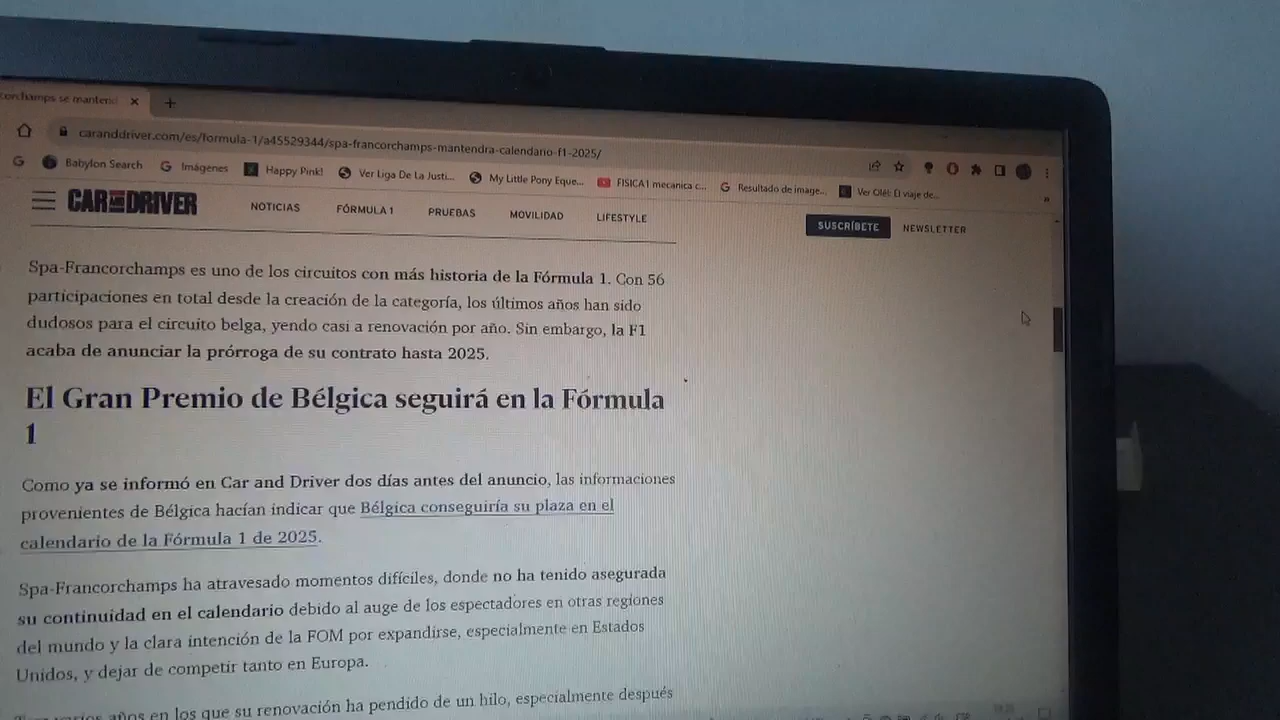 corchamps se mantend
caranddriver.com/es/formula-1/a45529344/spa-francorchamps-mantendra-calendario-f1-2025/
Babylon Search Imágenes Happy Pink! Ver Liga De La Justi... My Little Pony Eque... FISICA1 mecanica c... Resultado de image... Ver Olé!: El viaje de...
CAR AND DRIVER
NOTICIAS FÓRMULA 1 PRUEBAS MOVILIDAD LIFESTYLE SUSCRÍBETE NEWSLETTER
Spa-Francorchamps es uno de los circuitos con más historia de la Fórmula 1. Con 56
participaciones en total desde la creación de la categoría, los últimos años han sido
dudosos para el circuito belga, yendo casi a renovación por año. Sin embargo, la F1
acaba de anunciar la prórroga de su contrato hasta 2025.
El Gran Premio de Bélgica seguirá en la Fórmula
1
Como ya se informó en Car and Driver dos días antes del anuncio, las informaciones
provenientes de Bélgica hacían indicar que Bélgica conseguiría su plaza en el
calendario de la Fórmula 1 de 2025.
Spa-Francorchamps ha atravesado momentos difíciles, donde no ha tenido asegurada
su continuidad en el calendario debido al auge de los espectadores en otras regiones
del mundo y la clara intención de la FOM por expandirse, especialmente en Estados
Unidos, y dejar de competir tanto en Europa.
años en los que su renovación ha pendido de un hilo, especialmente después